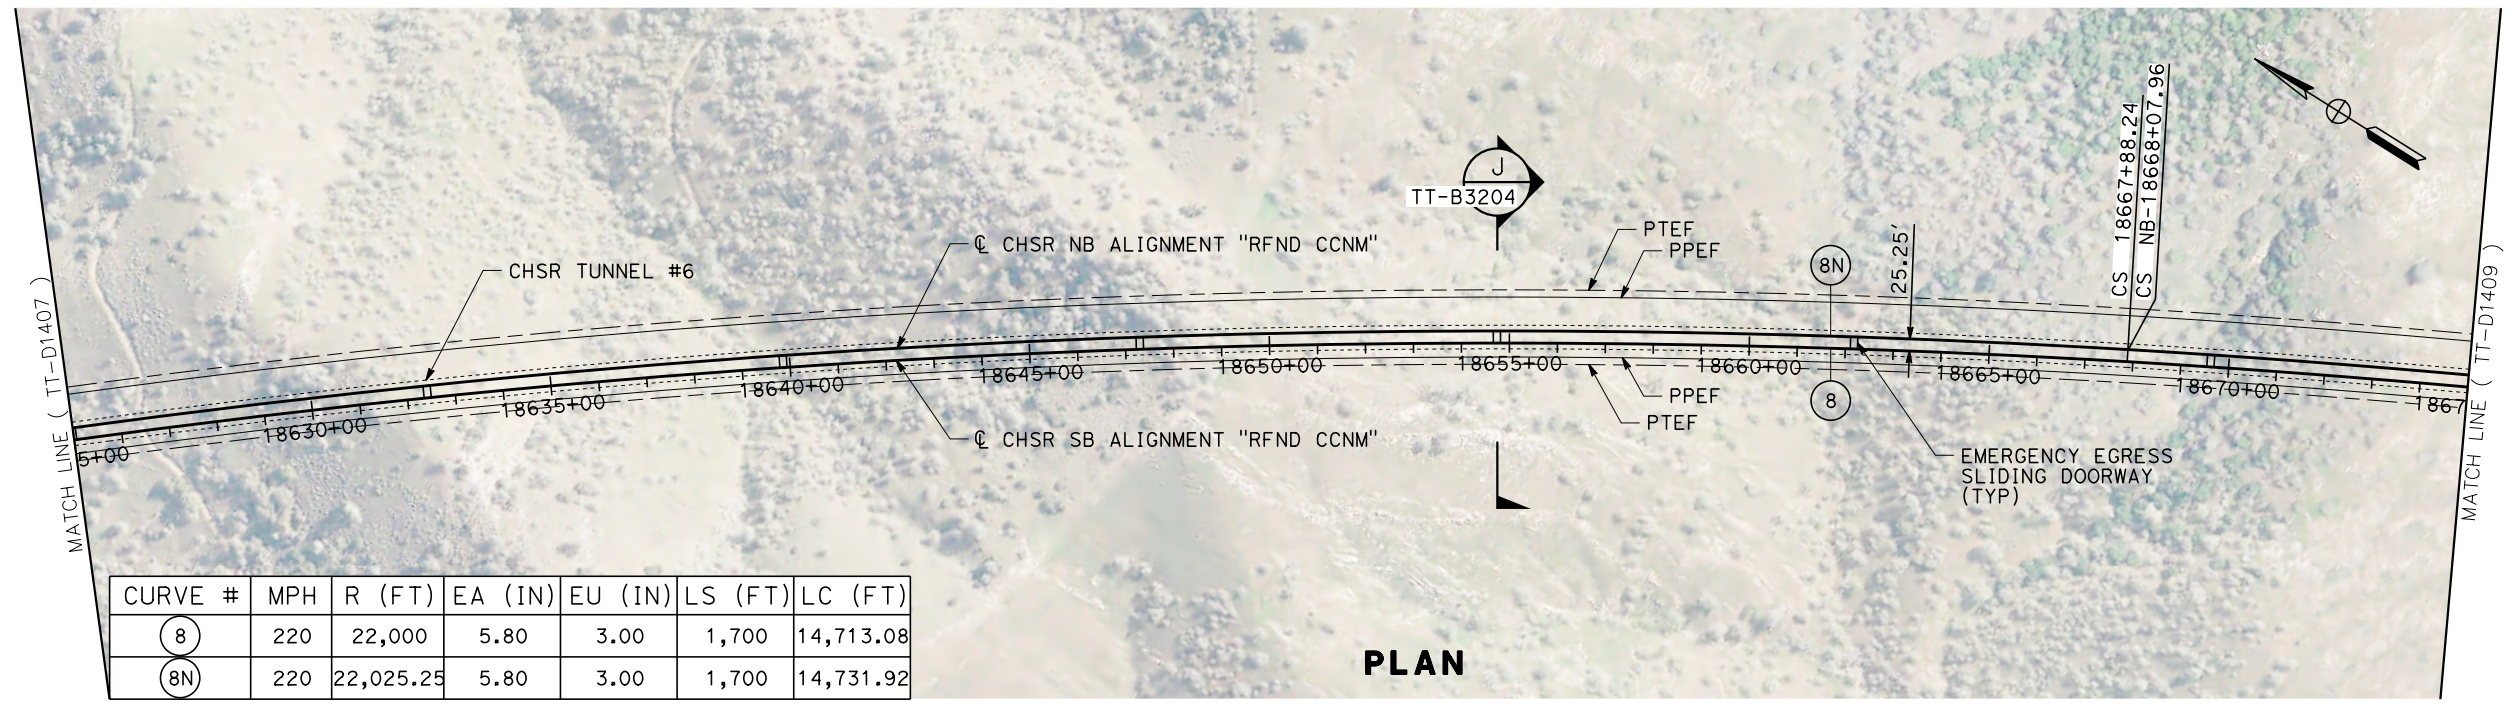 CS 18667+88.24
CS NB-18668+07.96
J
TT-B3204
PTEF
PPEF
℄ CHSR NB ALIGNMENT "RFND CCNM"
CHSR TUNNEL #6
8N
25.25'
MATCH LINE ( TT-D1407 )
MATCH LINE ( TT-D1409 )
5+00
18630+00
18635+00
18640+00
18645+00
18650+00
18655+00
18660+00
18665+00
18670+00
1867
PPEF
PTEF
8
℄ CHSR SB ALIGNMENT "RFND CCNM"
EMERGENCY EGRESS
SLIDING DOORWAY
(TYP)
CURVE # MPH R (FT) EA (IN) EU (IN) LS (FT) LC (FT)
8 220 22,000 5.80 3.00 1,700 14,713.08
8N 220 22,025.25 5.80 3.00 1,700 14,731.92
PLAN